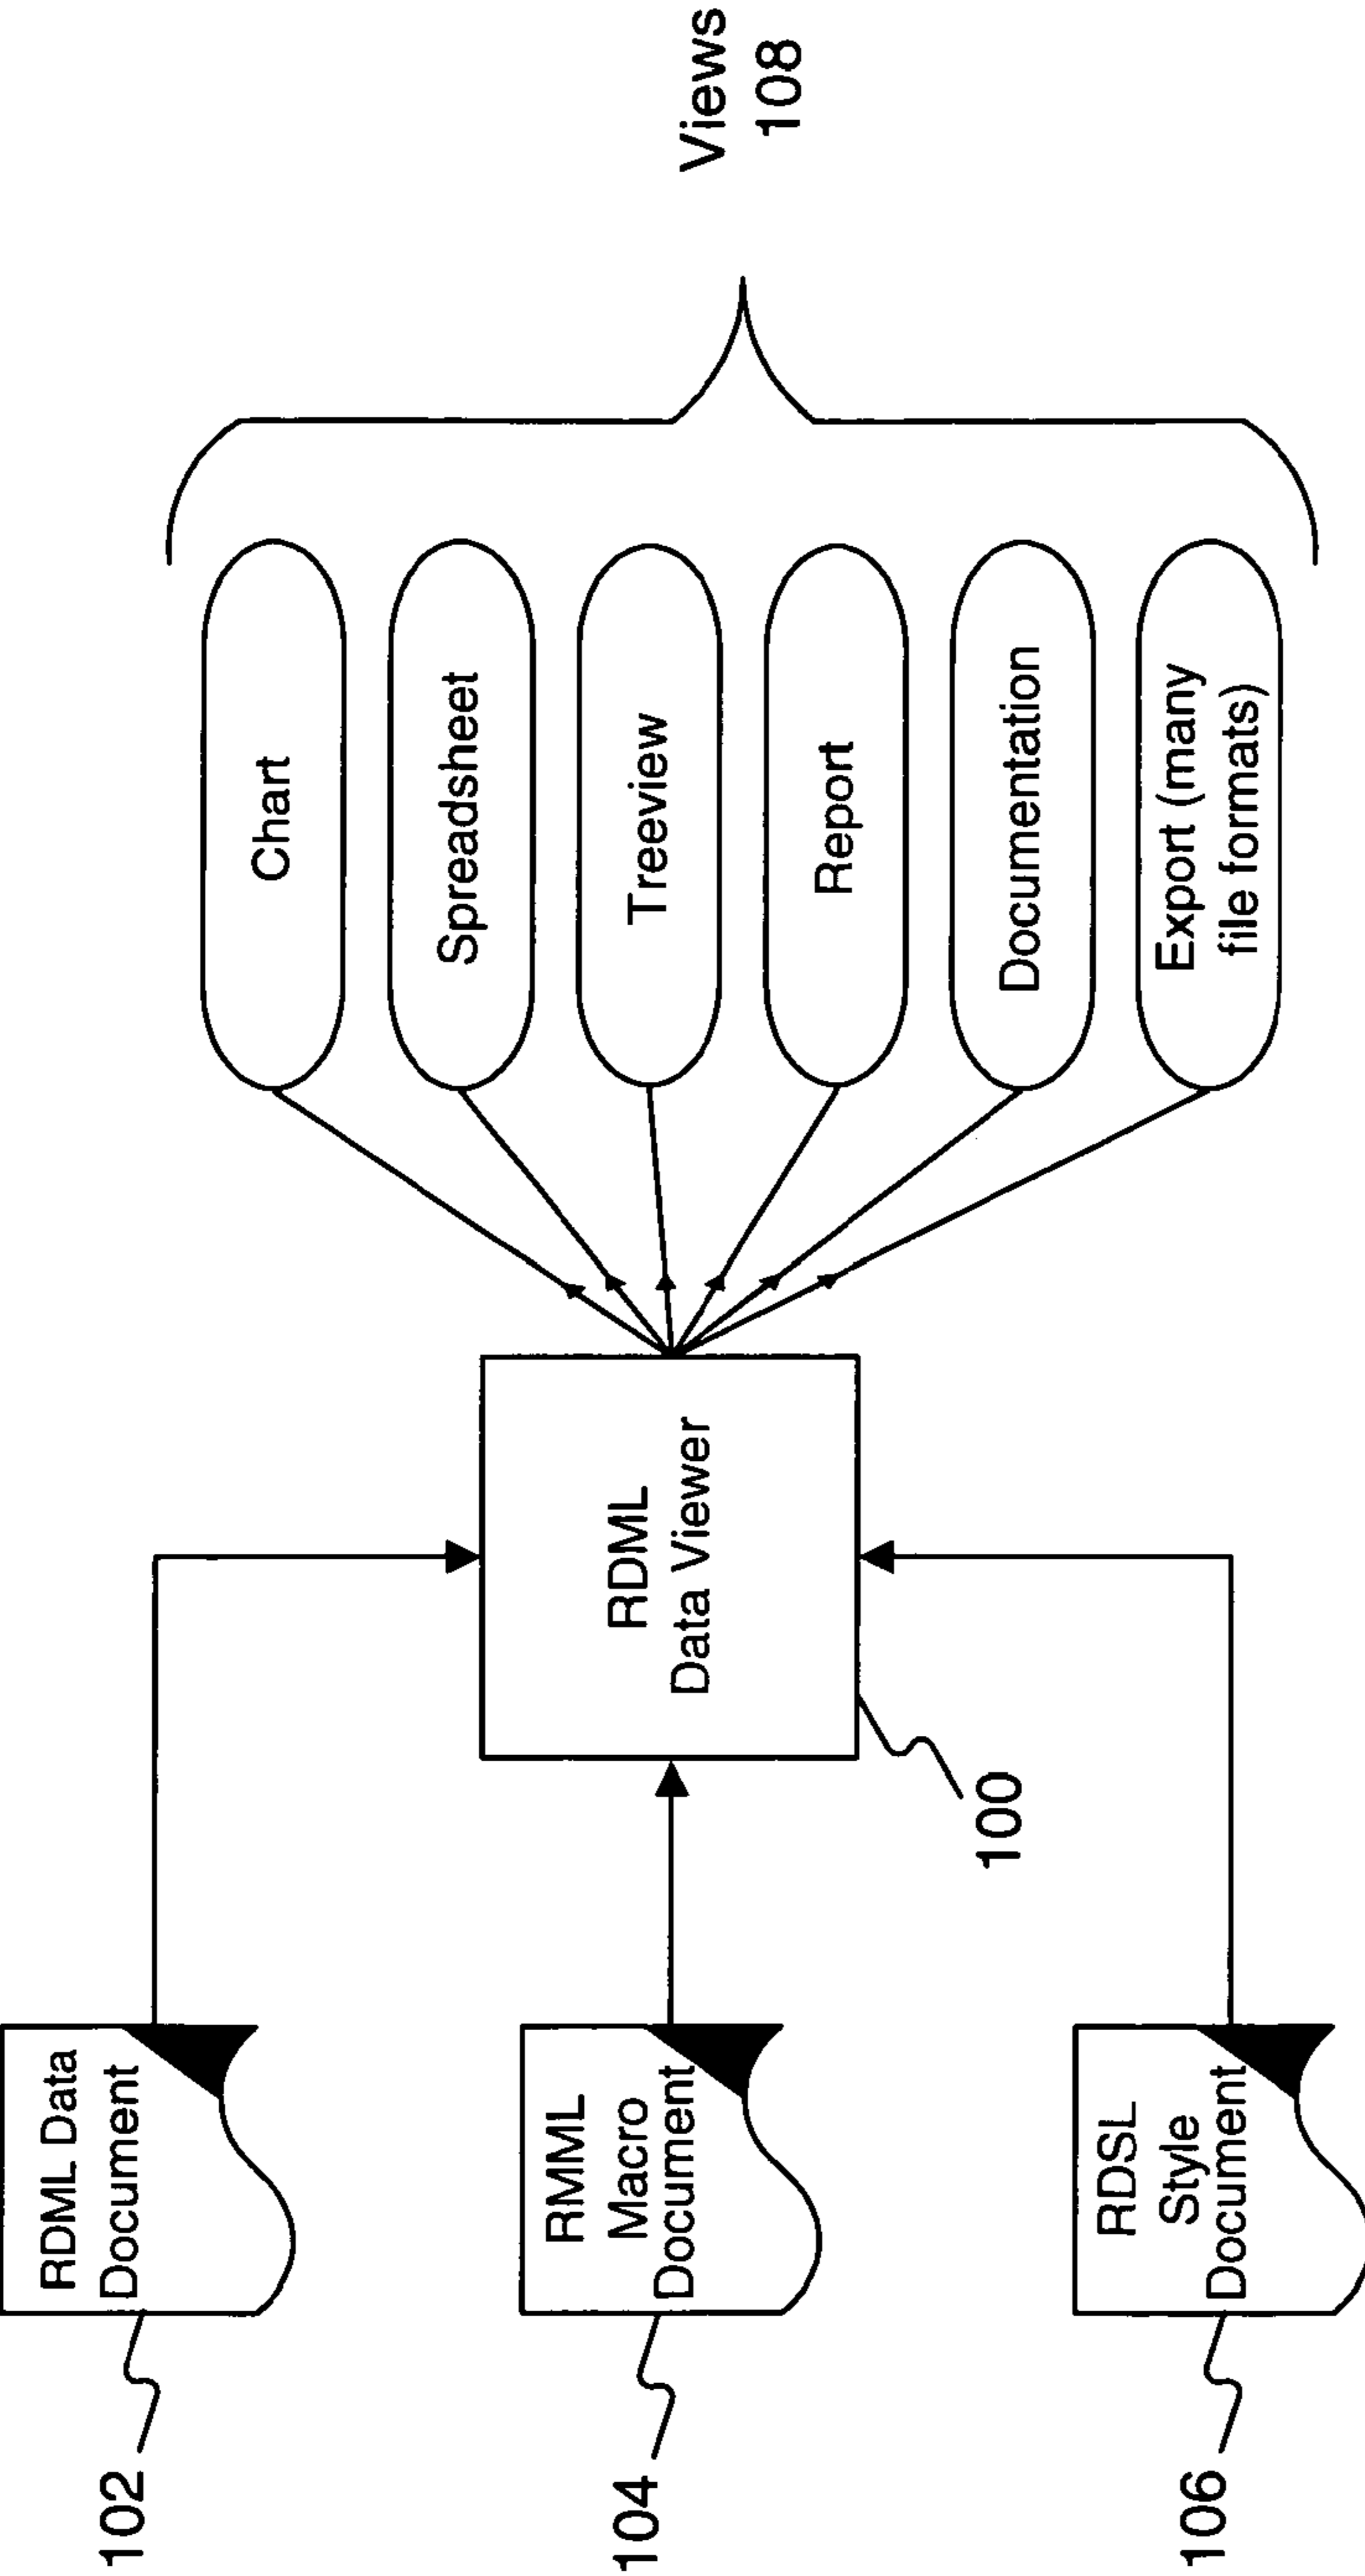 102
RDML Data
Document
104
RMML
Macro
Document
106
RDSL
Style
Document
RDML
Data Viewer
100
Chart
Spreadsheet
Treeview
Report
Documentation
Export (many
file formats)
Views
108